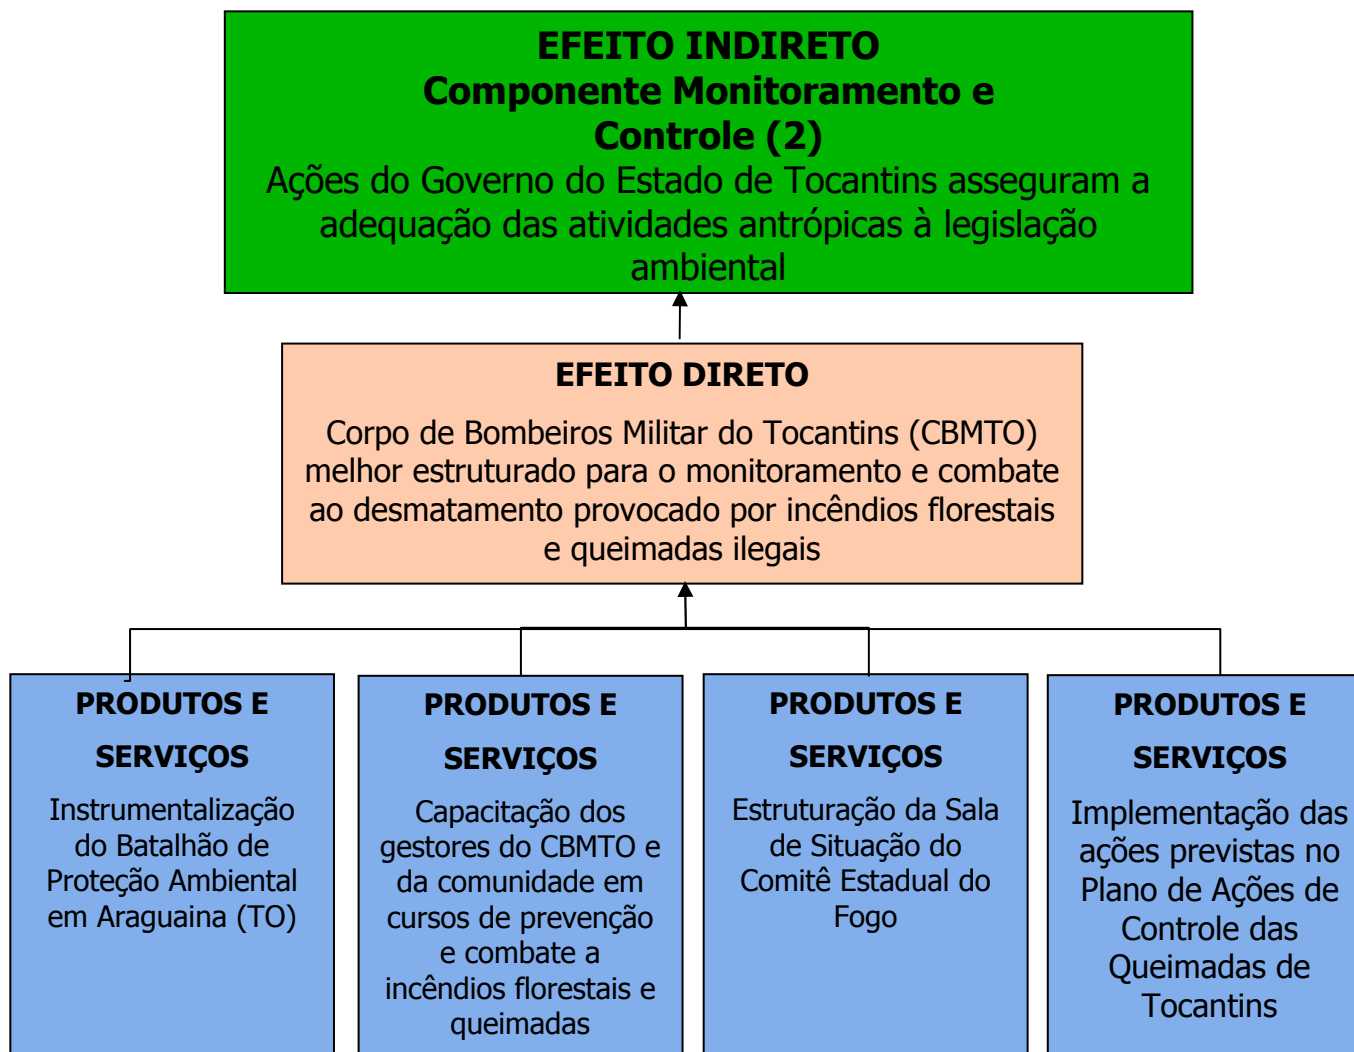 EFEITO INDIRETO
Componente Monitoramento e
Controle (2)
Ações do Governo do Estado de Tocantins asseguram a
adequação das atividades antrópicas à legislação
ambiental
EFEITO DIRETO
Corpo de Bombeiros Militar do Tocantins (CBMTO)
melhor estruturado para o monitoramento e combate
ao desmatamento provocado por incêndios florestais
e queimadas ilegais
PRODUTOS E
SERVIÇOS
Instrumentalização
do Batalhão de
Proteção Ambiental
em Araguaina (TO)
PRODUTOS E
SERVIÇOS
Capacitação dos
gestores do CBMTO e
da comunidade em
cursos de prevenção
e combate a
incêndios florestais e
queimadas
PRODUTOS E
SERVIÇOS
Estruturação da Sala
de Situação do
Comitê Estadual do
Fogo
PRODUTOS E
SERVIÇOS
Implementação das
ações previstas no
Plano de Ações de
Controle das
Queimadas de
Tocantins